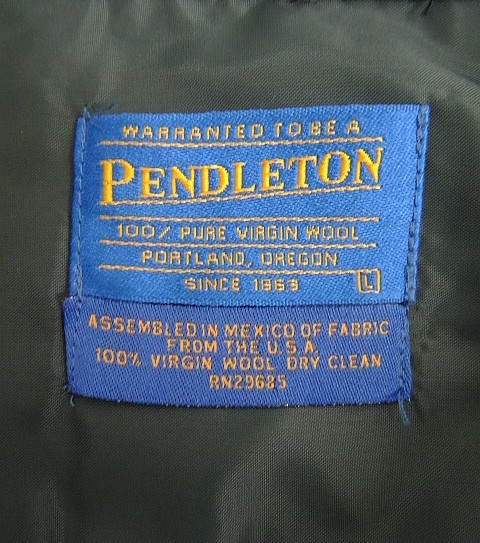 WARRANTED TO BE A
PENDLETON
100% PURE VIRGIN WOOL
PORTLAND, OREGON
SINCE 1863 L
ASSEMBLED IN MEXICO OF FABRIC
FROM THE U.S.A.
100% VIRGIN WOOL DRY CLEAN
RN29685